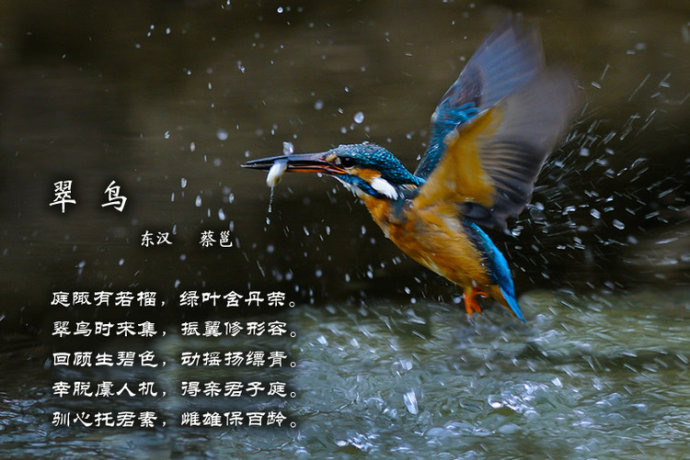 翠鸟
东汉 蔡邕
庭陬有若榴，绿叶含丹荣。
翠鸟时来集，振翼修形容。
回顾生碧色，动摇扬缥青。
幸脱虞人机，得亲君子庭。
驯心托君素，雌雄保百龄。